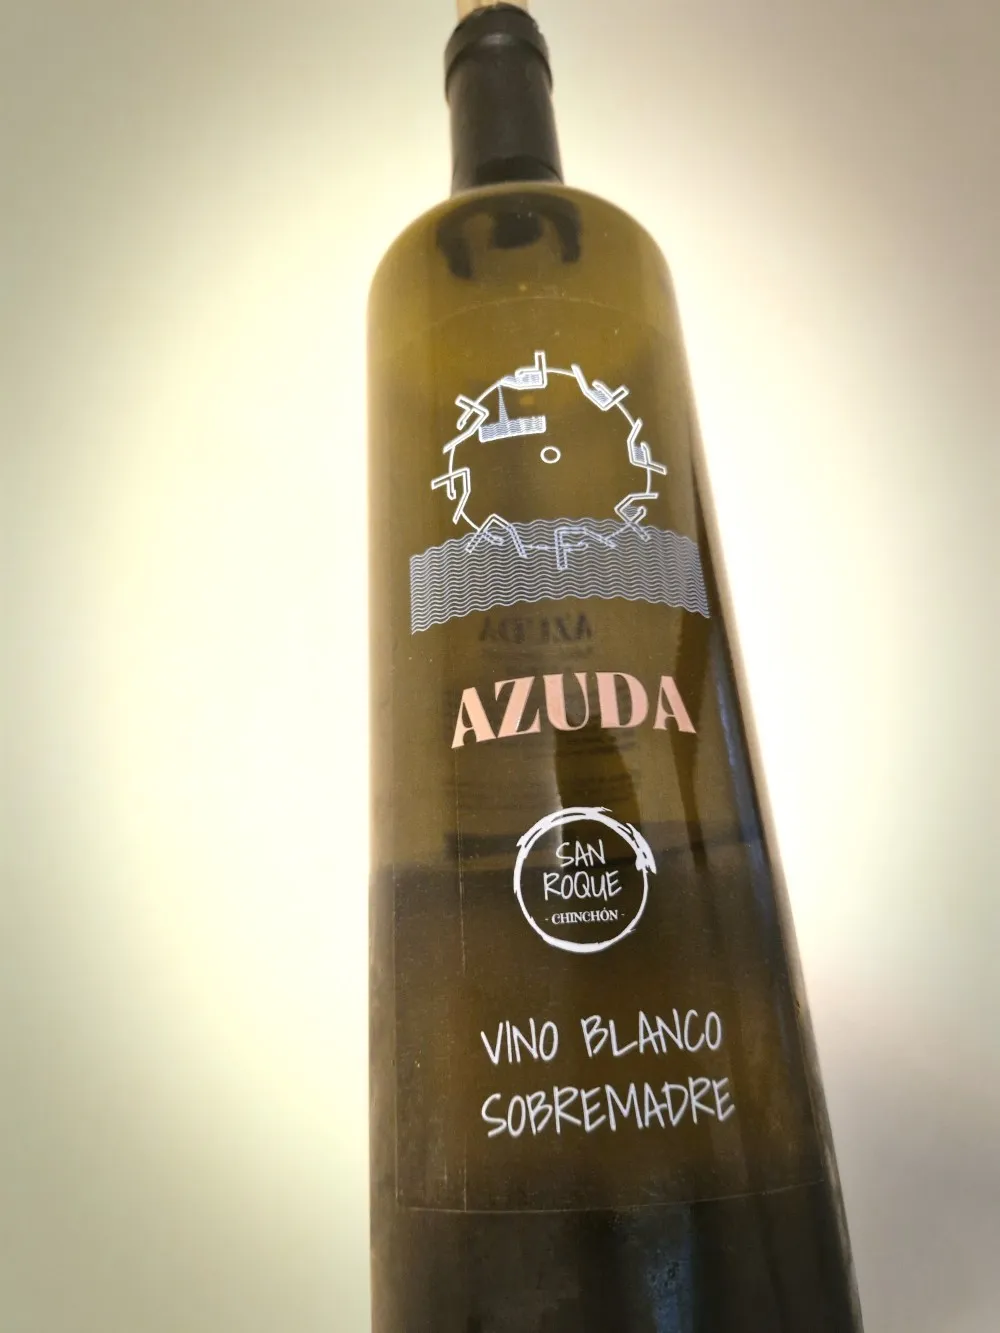 AZUDA
SAN
ROQUE
- CHINCHÓN -
VINO BLANCO
SOBREMADRE